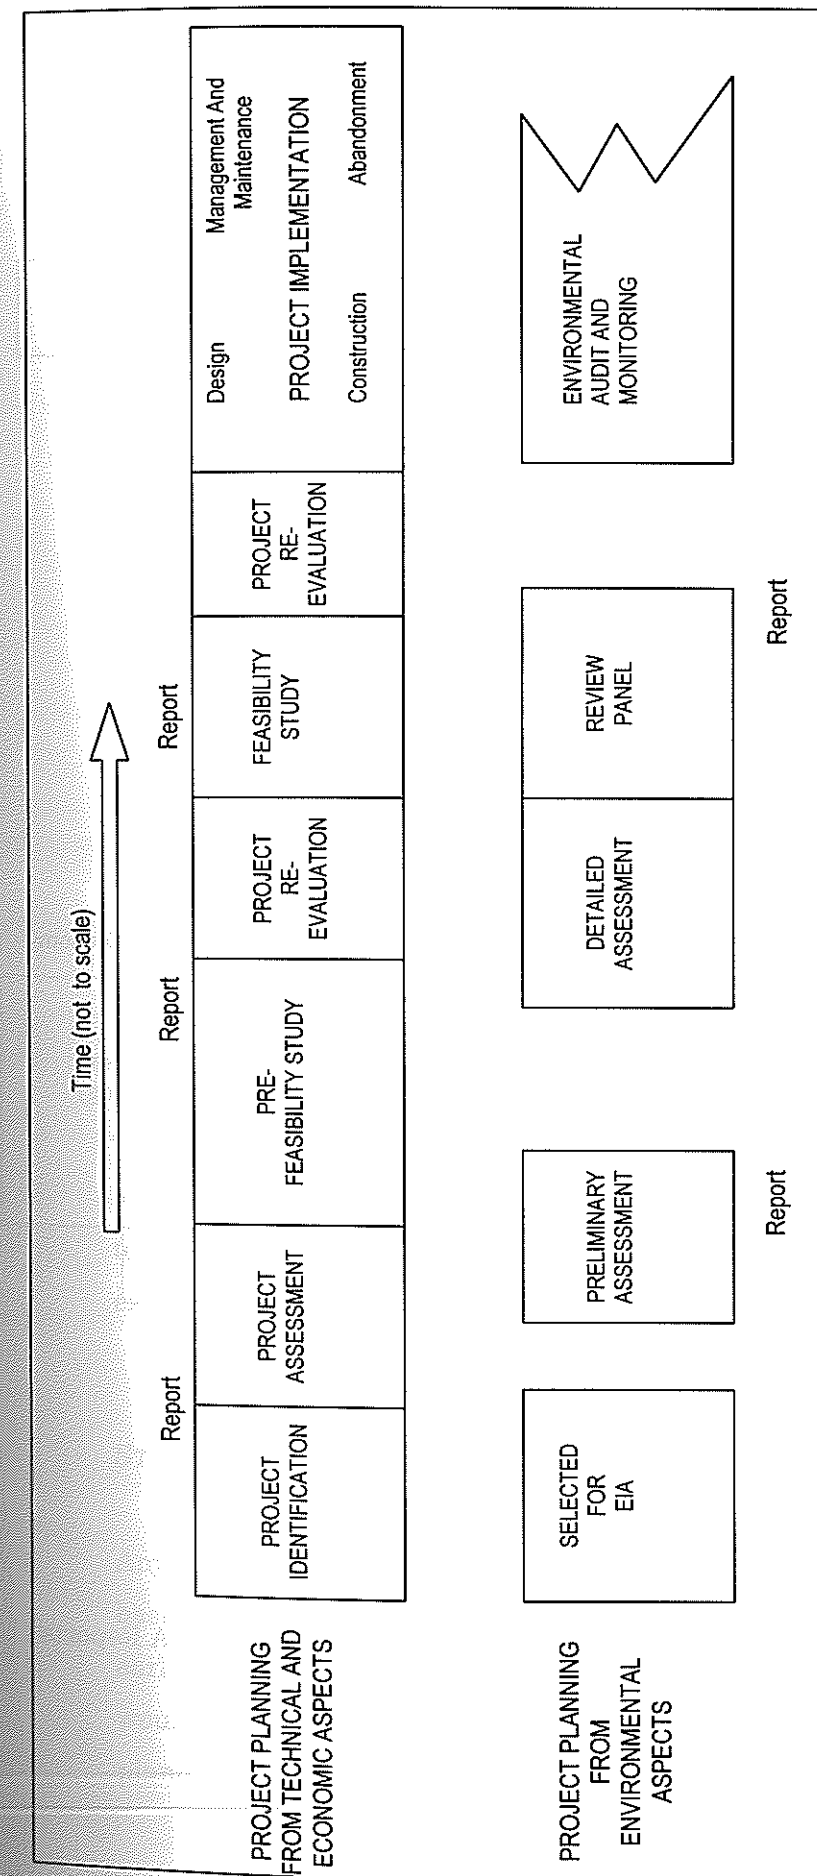 Time (not to scale)
Report
Report
Report
PROJECT PLANNING
FROM TECHNICAL AND
ECONOMIC ASPECTS
PROJECT
IDENTIFICATION
PROJECT
ASSESSMENT
PRE-
FEASIBILITY STUDY
PROJECT
RE-
EVALUATION
FEASIBILITY
STUDY
PROJECT
RE-
EVALUATION
Design
Management And
Maintenance
PROJECT IMPLEMENTATION
Construction
Abandonment
PROJECT PLANNING
FROM
ENVIRONMENTAL
ASPECTS
SELECTED
FOR
EIA
PRELIMINARY
ASSESSMENT
DETAILED
ASSESSMENT
REVIEW
PANEL
ENVIRONMENTAL
AUDIT AND
MONITORING
Report
Report